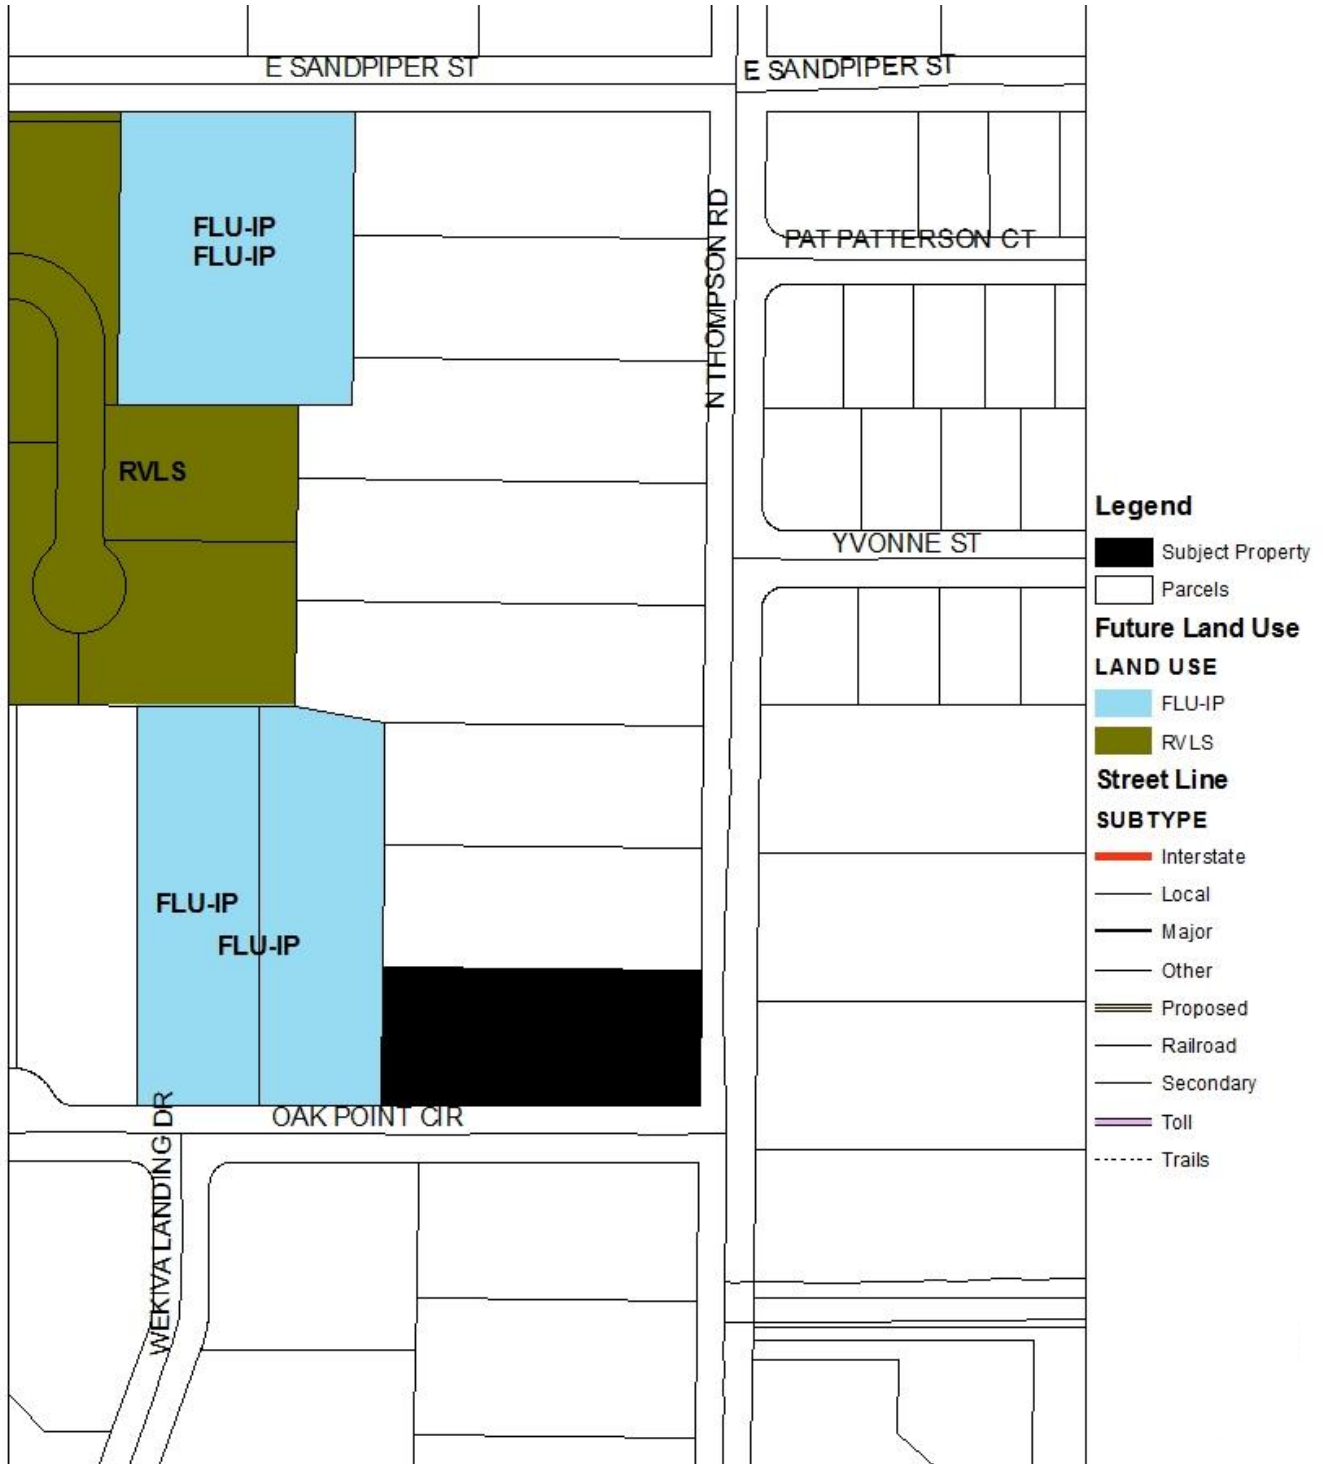 E SANDPIPER ST
E SANDPIPER ST
FLU-IP
FLU-IP
N THOMPSON RD
PAT PATTERSON CT
RVLS
YVONNE ST
FLU-IP
FLU-IP
OAK POINT CIR
WEKIVA LANDING DR
Legend
Subject Property
Parcels
Future Land Use
LAND USE
FLU-IP
RVLS
Street Line
SUBTYPE
Interstate
Local
Major
Other
Proposed
Railroad
Secondary
Toll
Trails